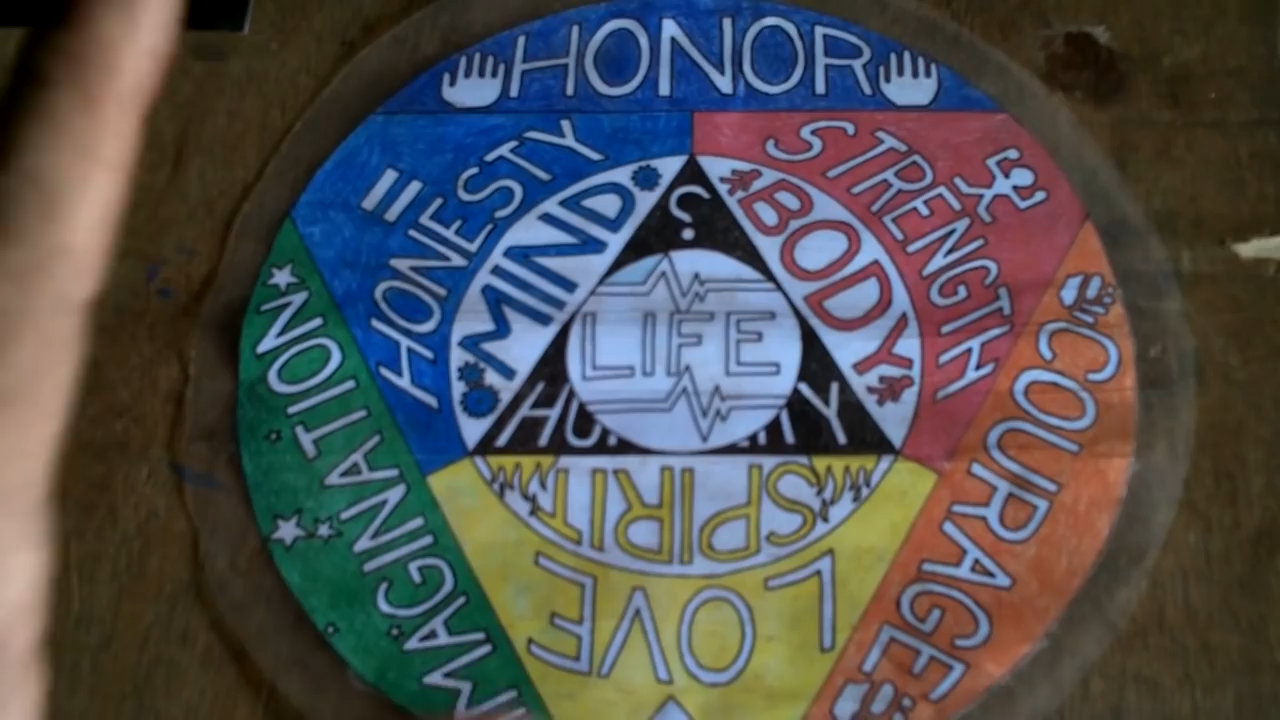 HONOR
HONESTY
STRENGTH
MIND
?
BODY
IMAGINATION
LIFE
COURAGE
SPIRIT
LOVE